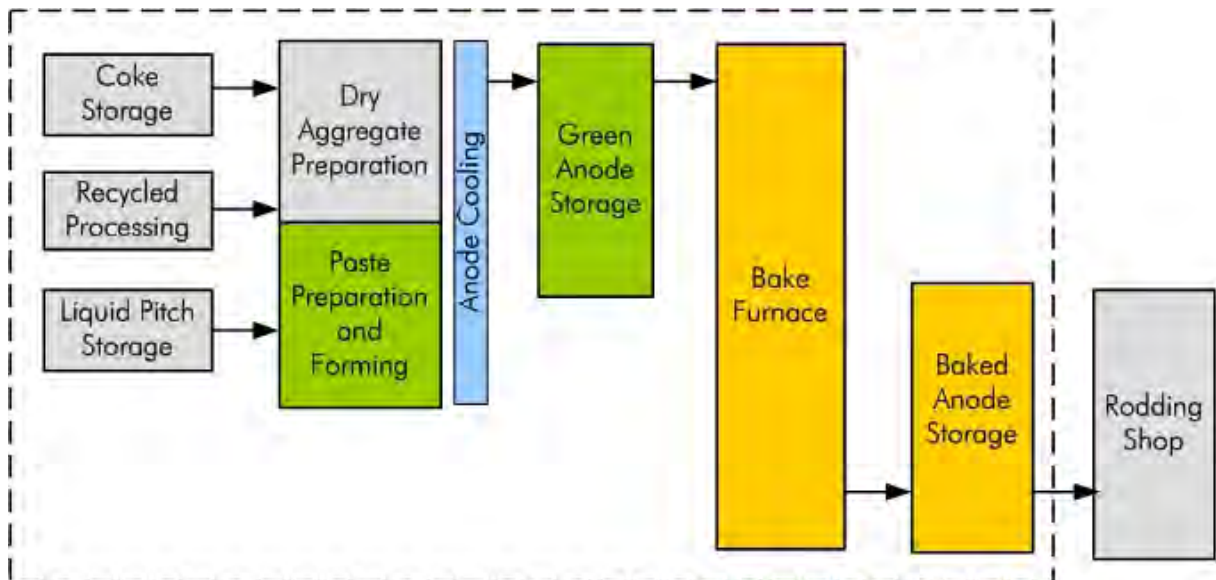 Coke
Storage
Recycled
Processing
Liquid Pitch
Storage
Dry
Aggregate
Preparation
Paste
Preparation
and
Forming
Anode Cooling
Green
Anode
Storage
Bake
Furnace
Baked
Anode
Storage
Rodding
Shop